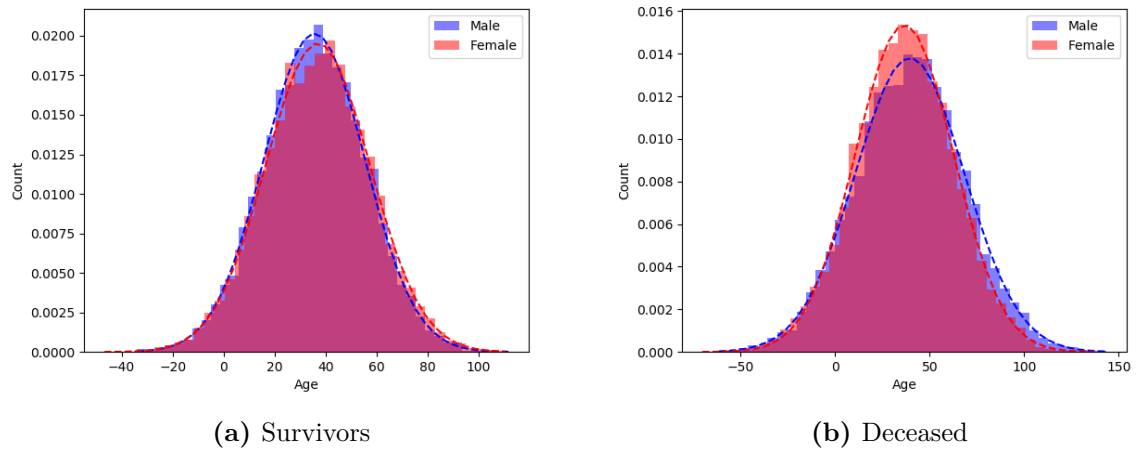 0.0200
0.0175
0.0150
0.0125
0.0100
0.0075
0.0050
0.0025
0.0000
Count
−40 −20 0 20 40 60 80 100
Age
Male
Female
(a) Survivors
0.016
0.014
0.012
0.010
0.008
0.006
0.004
0.002
0.000
Count
−50 0 50 100 150
Age
Male
Female
(b) Deceased